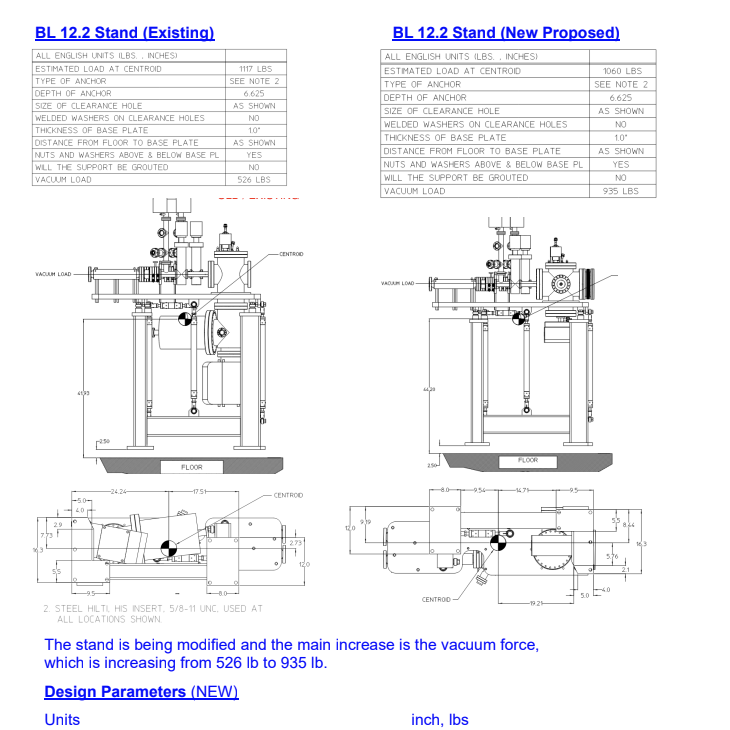 BL 12.2 Stand (Existing)
ALL ENGLISH UNITS (LBS. , INCHES)
ESTIMATED LOAD AT CENTROID 1117 LBS
TYPE OF ANCHOR SEE NOTE 2
DEPTH OF ANCHOR 6.625
SIZE OF CLEARANCE HOLE AS SHOWN
WELDED WASHERS ON CLEARANCE HOLES NO
THICKNESS OF BASE PLATE 1.0"
DISTANCE FROM FLOOR TO BASE PLATE AS SHOWN
NUTS AND WASHERS ABOVE & BELOW BASE PL YES
WILL THE SUPPORT BE GROUTED NO
VACUUM LOAD 526 LBS
CENTROID
VACUUM LOAD
41.93
2.50
FLOOR
24.24
17.51
CENTROID
5.0
4.0
2.9
7.73
16.3
5.5
9.5
8.0
2.73
12.0
2. STEEL HILTI, HIS INSERT, 5/8-11 UNC, USED AT
ALL LOCATIONS SHOWN.
BL 12.2 Stand (New Proposed)
ALL ENGLISH UNITS (LBS. , INCHES)
ESTIMATED LOAD AT CENTROID 1060 LBS
TYPE OF ANCHOR SEE NOTE 2
DEPTH OF ANCHOR 6.625
SIZE OF CLEARANCE HOLE AS SHOWN
WELDED WASHERS ON CLEARANCE HOLES NO
THICKNESS OF BASE PLATE 1.0"
DISTANCE FROM FLOOR TO BASE PLATE AS SHOWN
NUTS AND WASHERS ABOVE & BELOW BASE PL YES
WILL THE SUPPORT BE GROUTED NO
VACUUM LOAD 935 LBS
VACUUM LOAD
2.50
FLOOR
8.0
9.54
14.71
9.5
12.0
9.19
5.5
8.44
16.3
5.76
2.1
4.0
5.0
19.21
CENTROID
The stand is being modified and the main increase is the vacuum force,
which is increasing from 526 lb to 935 lb.
Design Parameters (NEW)
Units inch, lbs